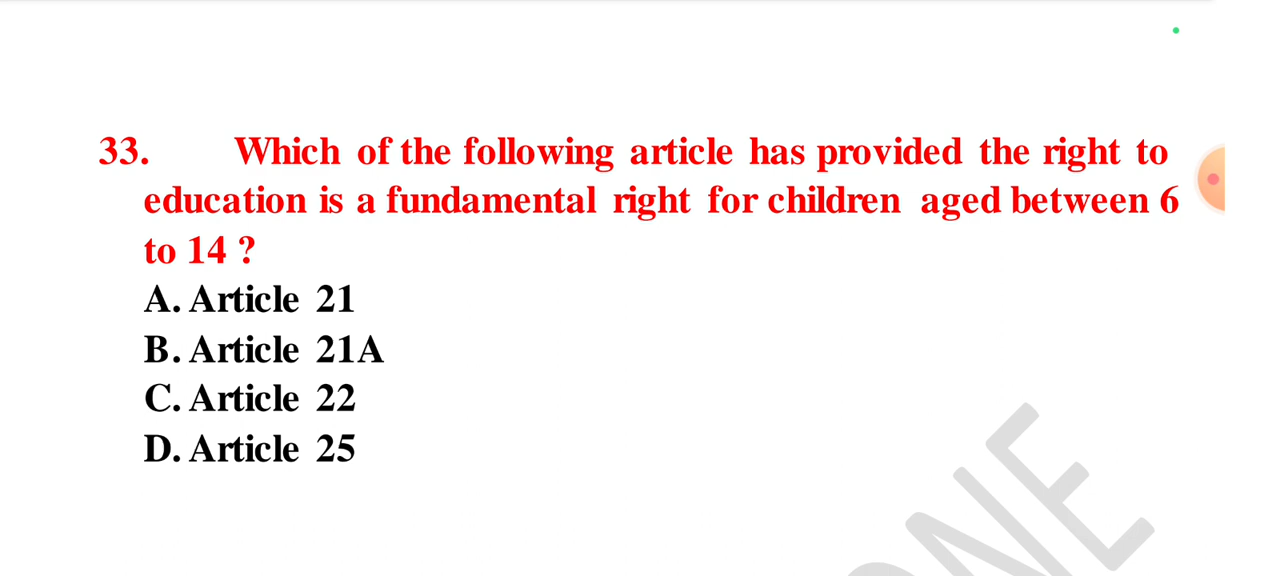 33. Which of the following article has provided the right to
education is a fundamental right for children aged between 6
to 14 ?
A. Article 21
B. Article 21A
C. Article 22
D. Article 25
NE